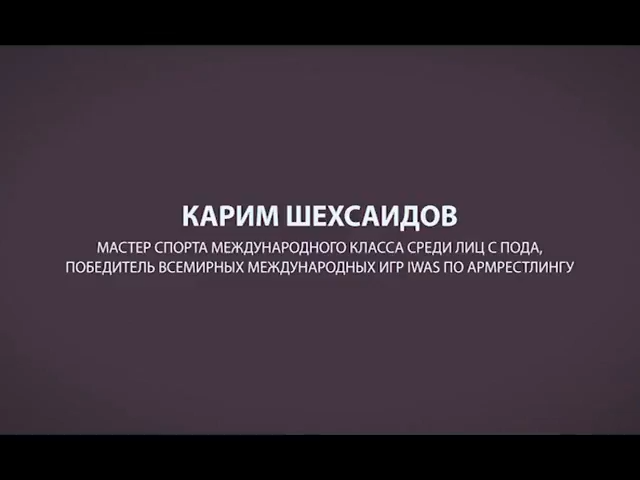 КАРИМ ШЕХСАИДОВ
МАСТЕР СПОРТА МЕЖДУНАРОДНОГО КЛАССА СРЕДИ ЛИЦ С ПОДА,
ПОБЕДИТЕЛЬ ВСЕМИРНЫХ МЕЖДУНАРОДНЫХ ИГР IWAS ПО АРМРЕСТЛИНГУ